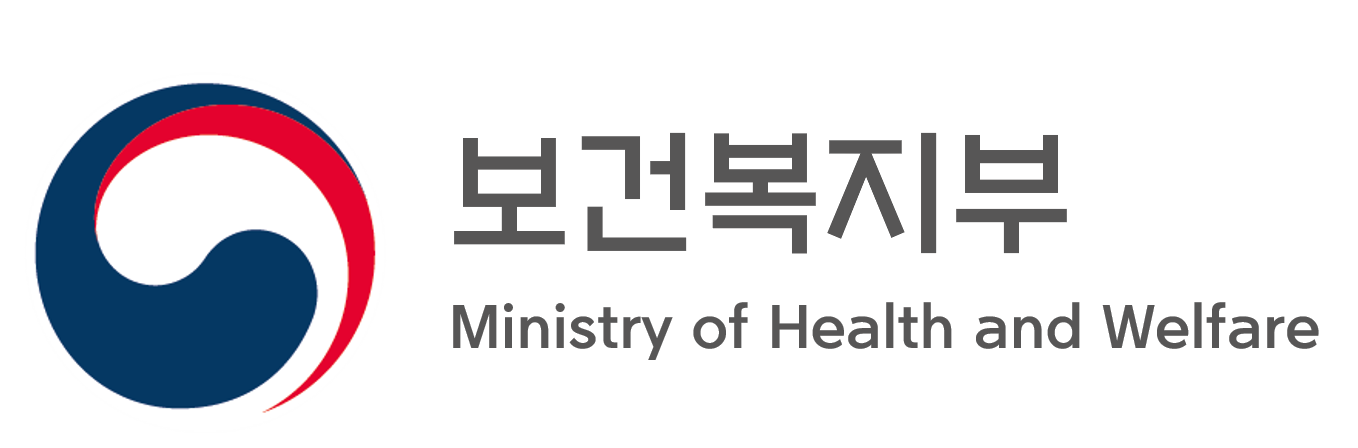 보건복지부
Ministry of Health and Welfare